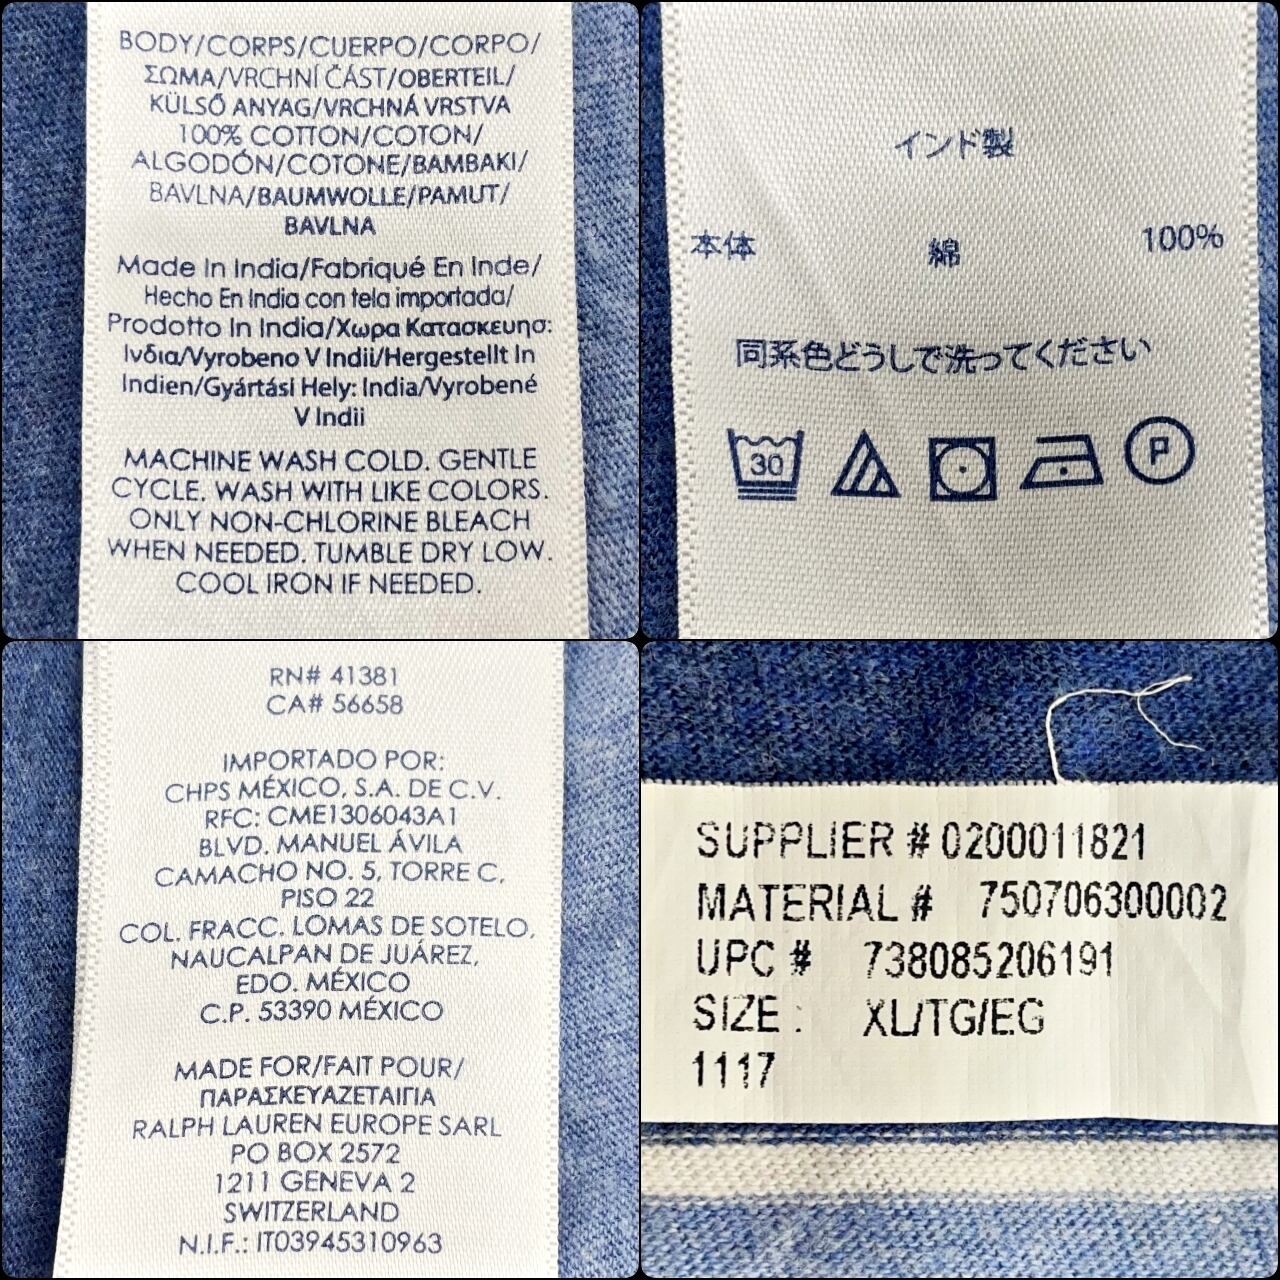 BODY/CORPS/CUERPO/CORPO/
ΣΩΜΑ/VRCHNÍ ČÁST/OBERTEIL/
KÜLSŐ ANYAG/VRCHNÁ VRSTVA
100% COTTON/COTON/
ALGODÓN/COTONE/BAMBAKI/
BAVLNA/BAUMWOLLE/PAMUT/
BAVLNA
Made In India/Fabriqué En Inde/
Hecho En India con tela importada/
Prodotto In India/Χωρα Κατασκευησ:
Ινδια/Vyrobeno V Indii/Hergestellt In
Indien/Gyártási Hely: India/Vyrobené
V Indii
MACHINE WASH COLD. GENTLE
CYCLE. WASH WITH LIKE COLORS.
ONLY NON-CHLORINE BLEACH
WHEN NEEDED. TUMBLE DRY LOW.
COOL IRON IF NEEDED.
インド製
本体 綿 100%
同系色どうしで洗ってください
30 P
RN# 41381
CA# 56658
IMPORTADO POR:
CHPS MÉXICO, S.A. DE C.V.
RFC: CME1306043A1
BLVD. MANUEL ÁVILA
CAMACHO NO. 5, TORRE C,
PISO 22
COL. FRACC. LOMAS DE SOTELO,
NAUCALPAN DE JUÁREZ,
EDO. MÉXICO
C.P. 53390 MÉXICO
MADE FOR/FAIT POUR/
ΠΑΡΑΣΚΕΥΑΖΕΤΑΙΓΙΑ
RALPH LAUREN EUROPE SARL
PO BOX 2572
1211 GENEVA 2
SWITZERLAND
N.I.F.: IT03945310963
SUPPLIER # 0200011821
MATERIAL # 750706300002
UPC # 738085206191
SIZE : XL/TG/EG
1117